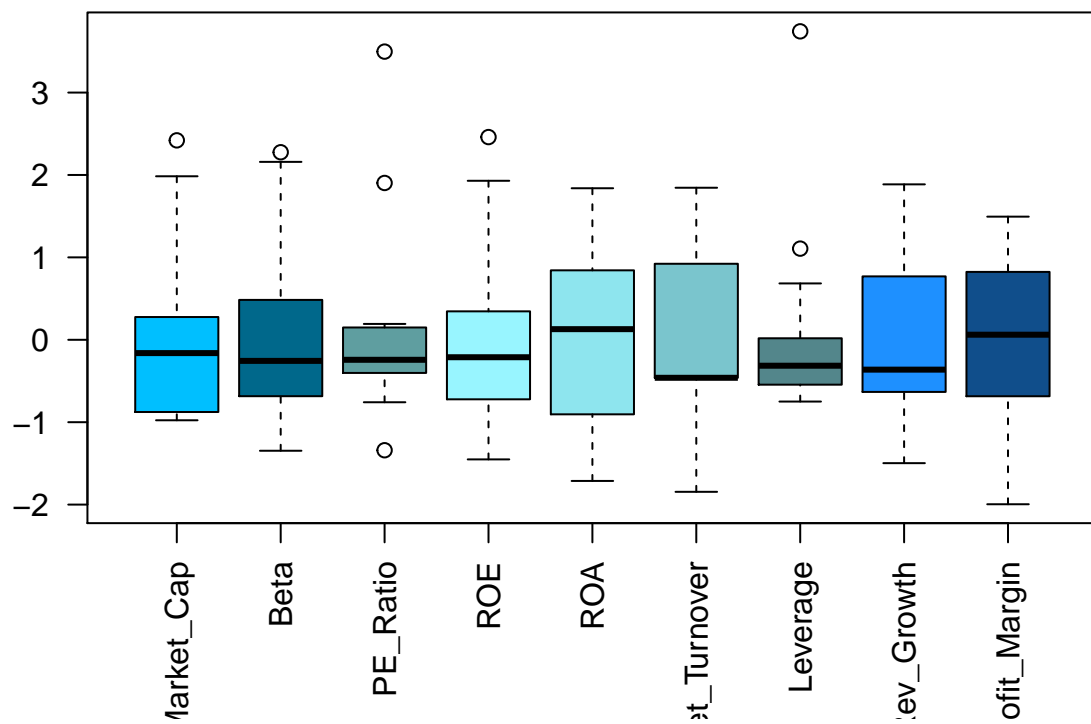 3
2
1
0
−1
−2
Market_Cap
Beta
PE_Ratio
ROE
ROA
et_Turnover
Leverage
Rev_Growth
ofit_Margin